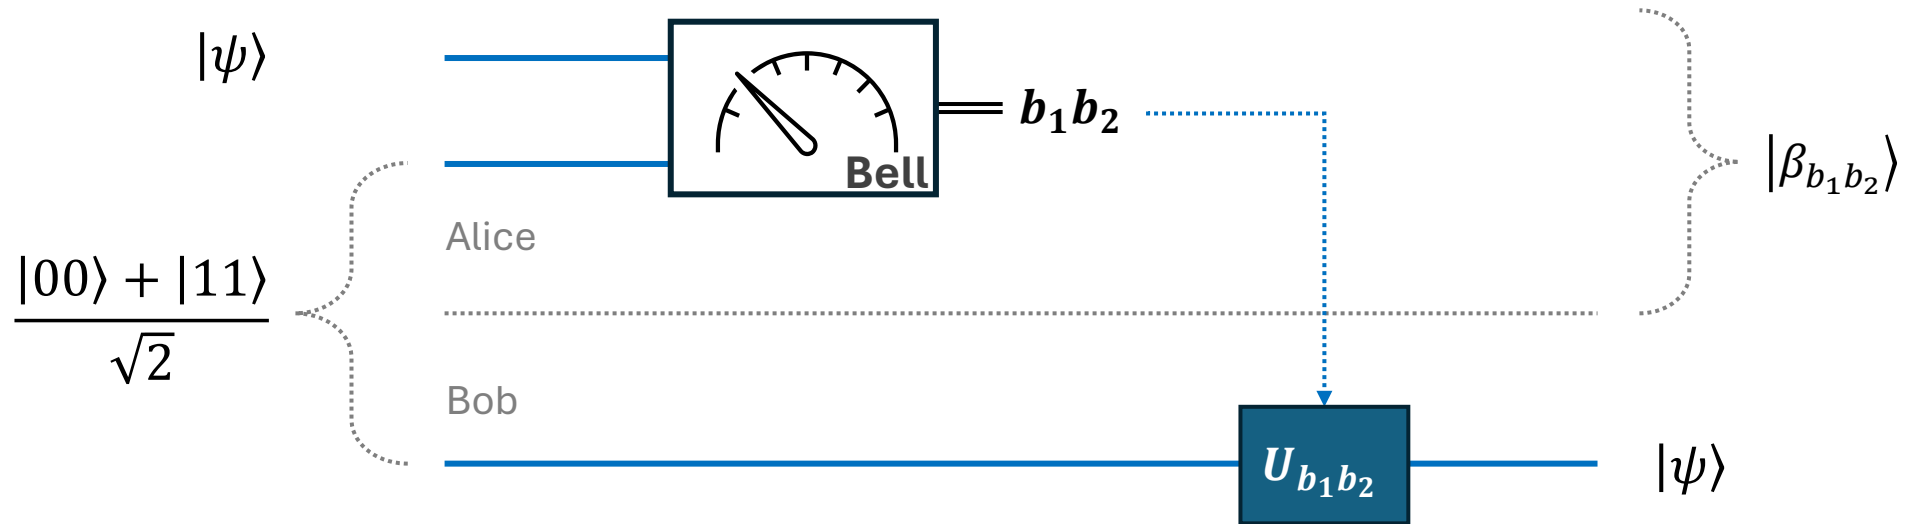 |ψ⟩
Bell
b₁b₂
|β_{b₁b₂}⟩
Alice
|00⟩ + |11⟩
√2
Bob
U_{b₁b₂}
|ψ⟩